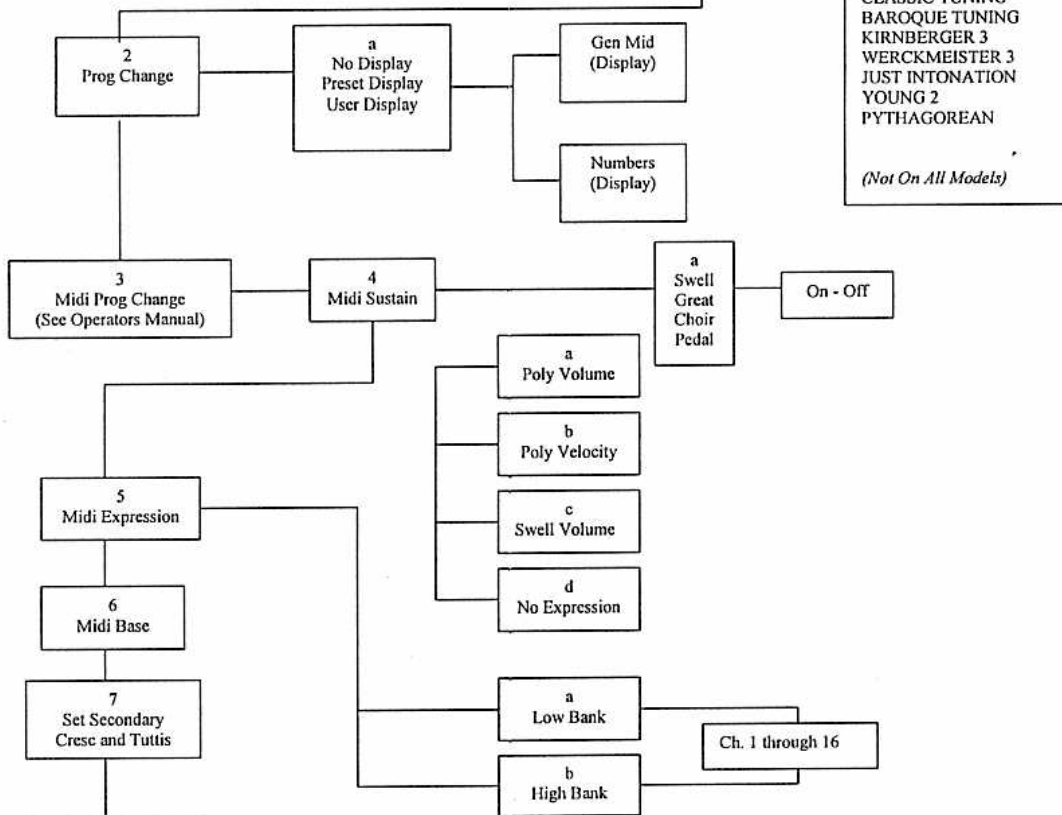 CLASSIC TUNING
BAROQUE TUNING
KIRNBERGER 3
WERCKMEISTER 3
JUST INTONATION
YOUNG 2
PYTHAGOREAN
(Not On All Models)
2
Prog Change
a
No Display
Preset Display
User Display
Gen Mid
(Display)
Numbers
(Display)
3
Midi Prog Change
(See Operators Manual)
4
Midi Sustain
a
Swell
Great
Choir
Pedal
On - Off
a
Poly Volume
b
Poly Velocity
c
Swell Volume
d
No Expression
5
Midi Expression
6
Midi Base
7
Set Secondary
Cresc and Tuttis
a
Low Bank
b
High Bank
Ch. 1 through 16